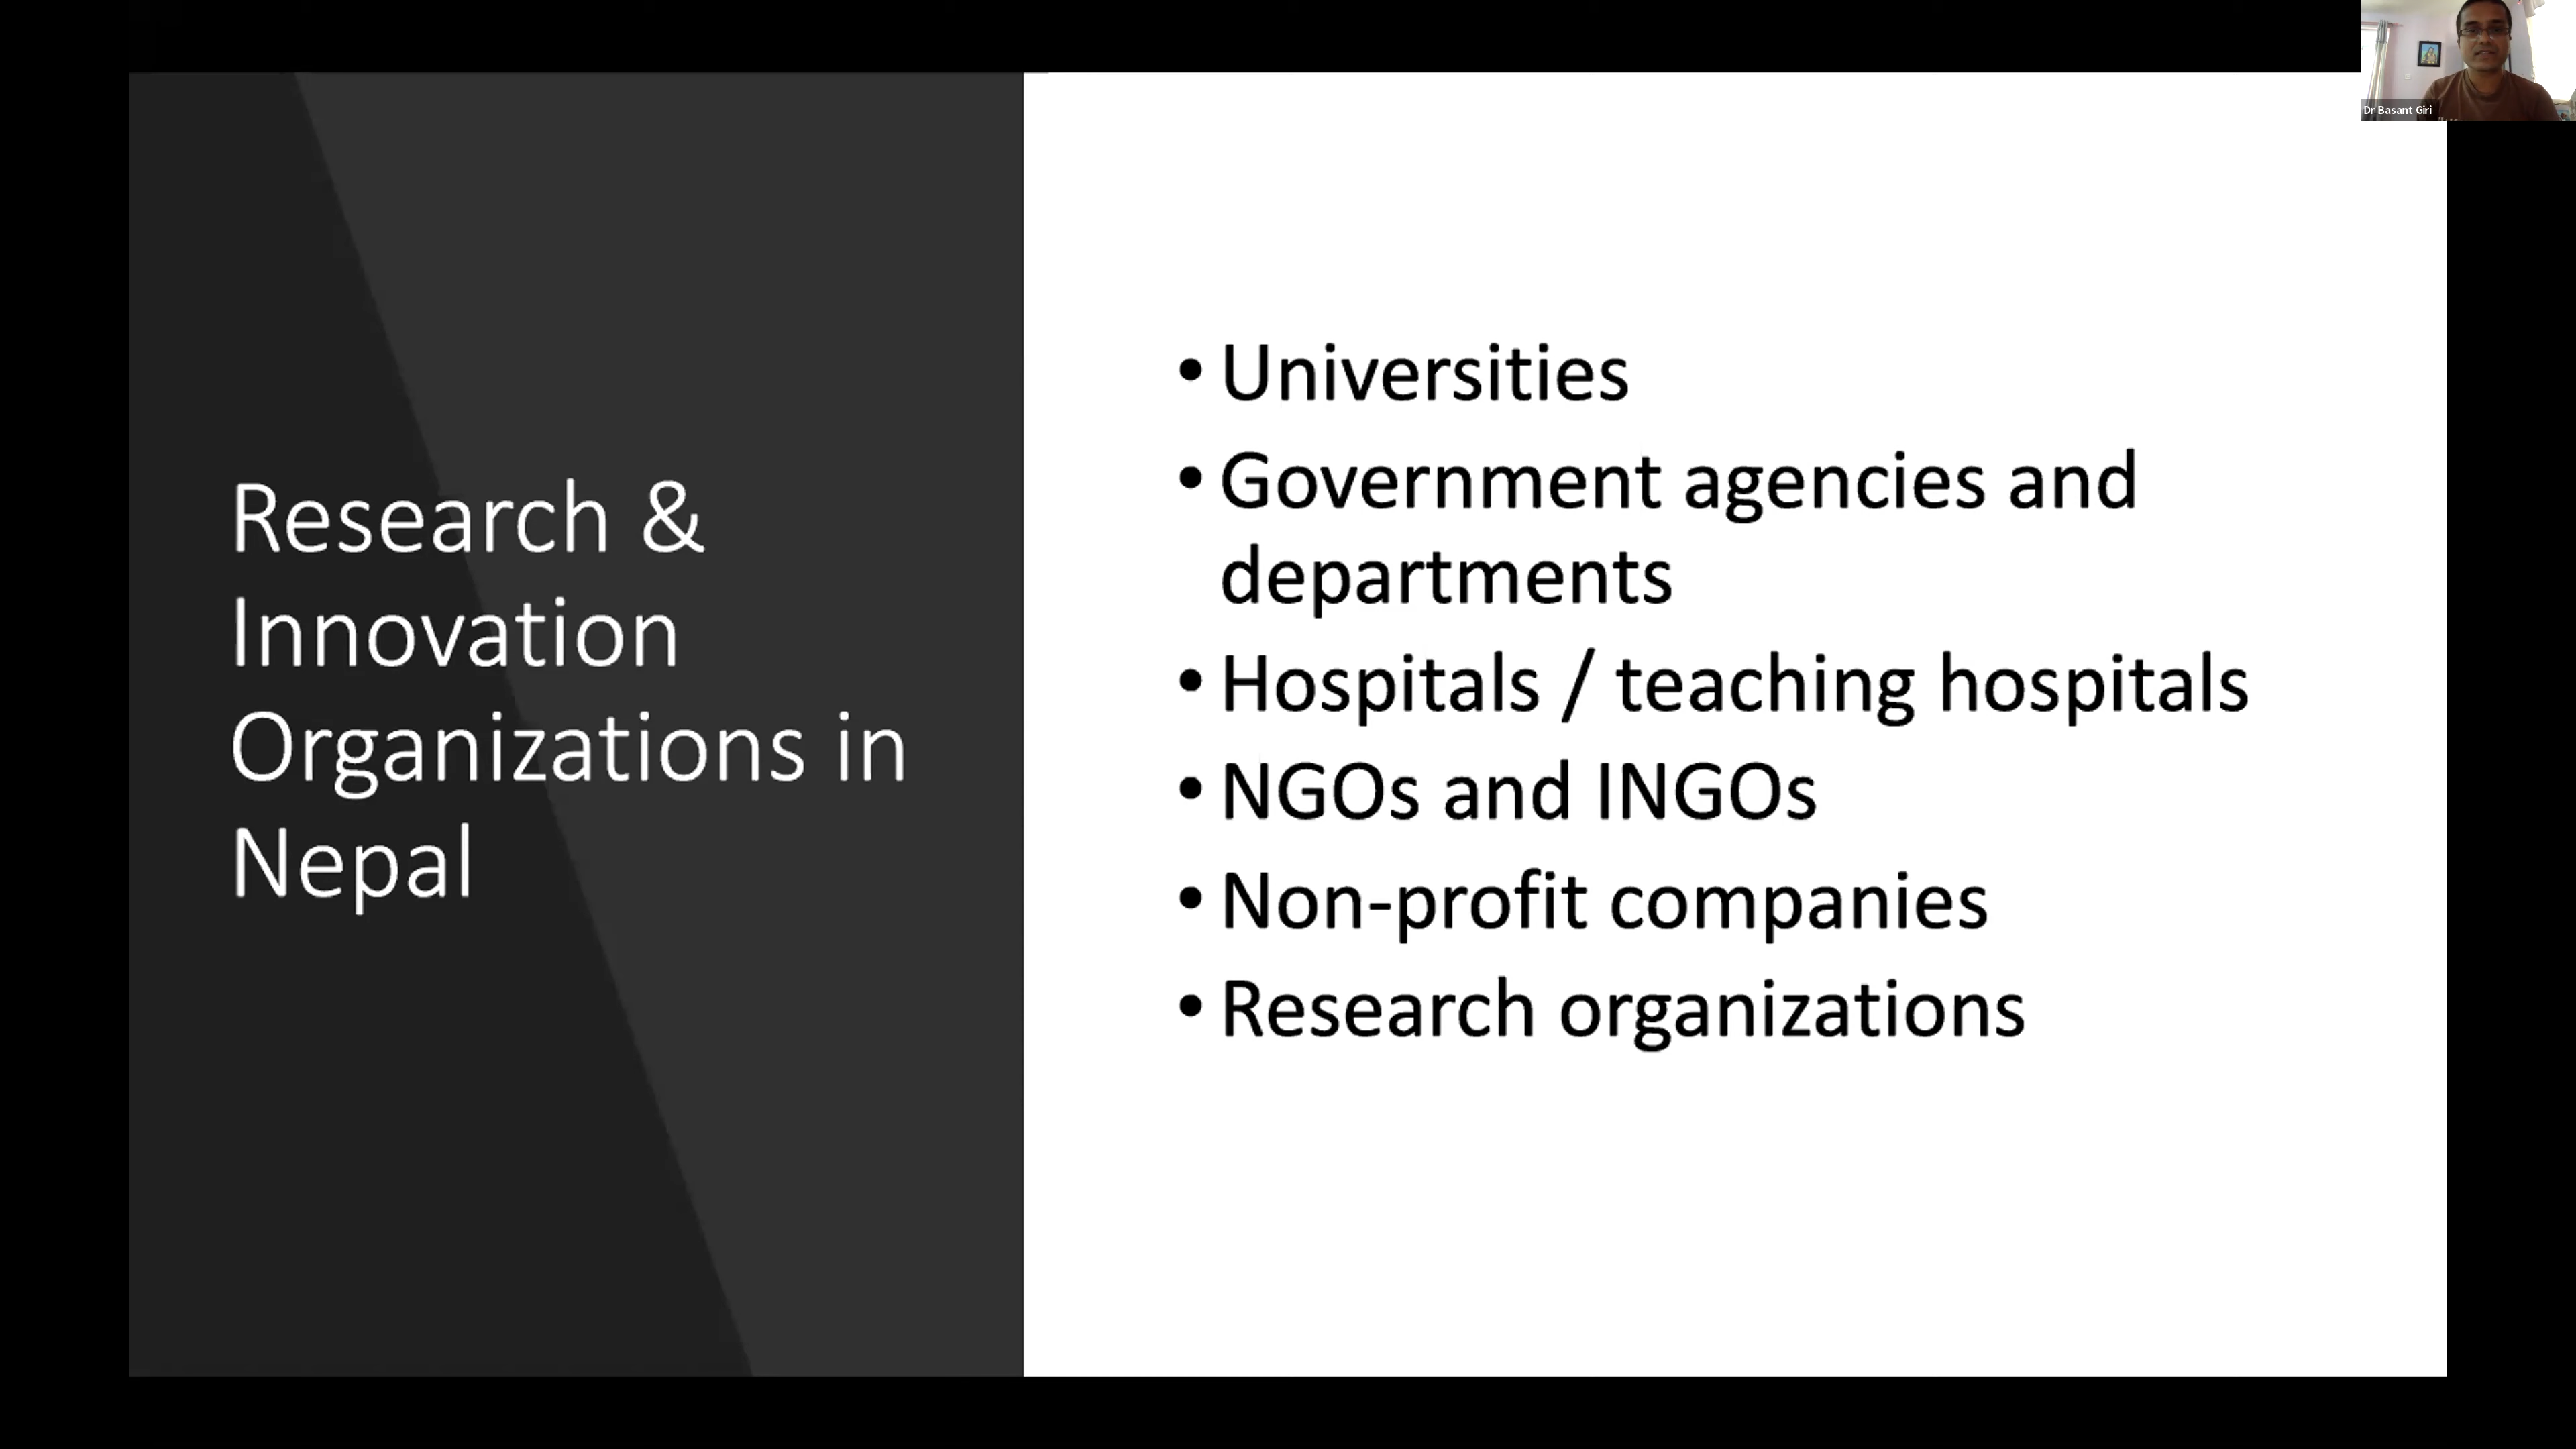 Research &
Innovation
Organizations in
Nepal
• Universities
• Government agencies and
departments
• Hospitals / teaching hospitals
• NGOs and INGOs
• Non-profit companies
• Research organizations
Dr Basant Giri